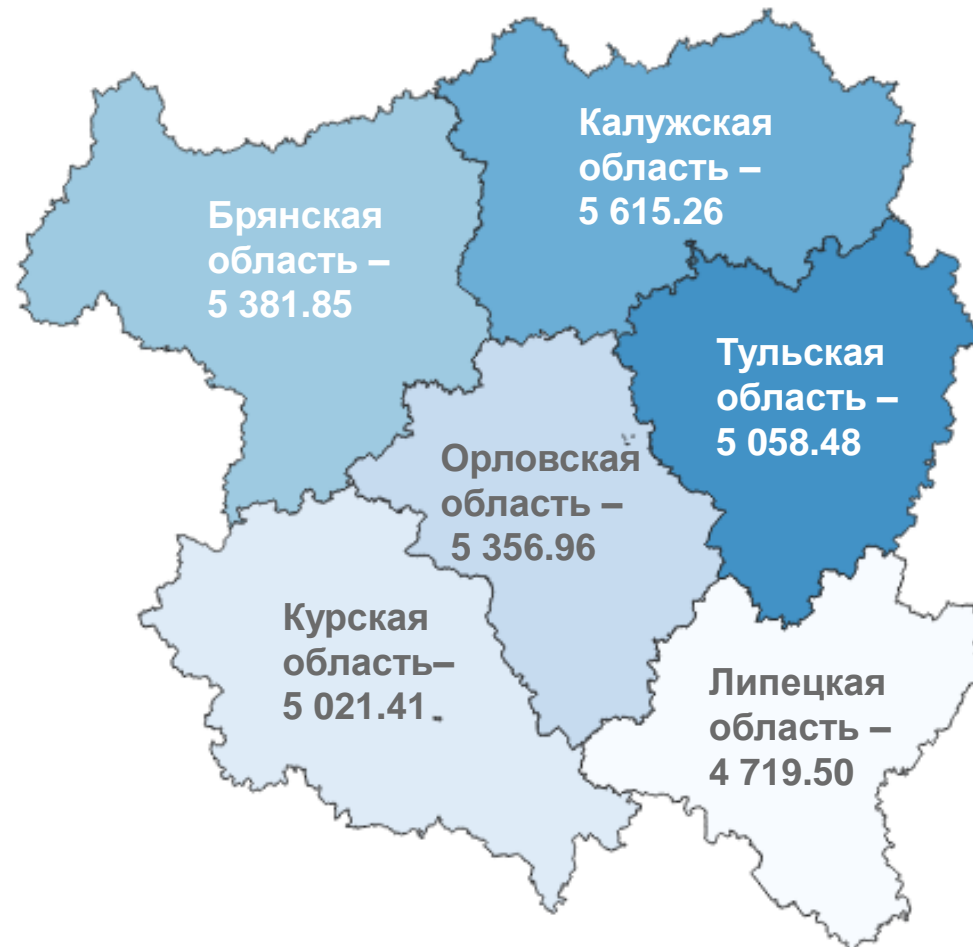 Калужская
область –
5 615.26
Брянская
область –
5 381.85
Тульская
область –
5 058.48
Орловская
область –
5 356.96
Курская
область–
5 021.41
Липецкая
область –
4 719.50